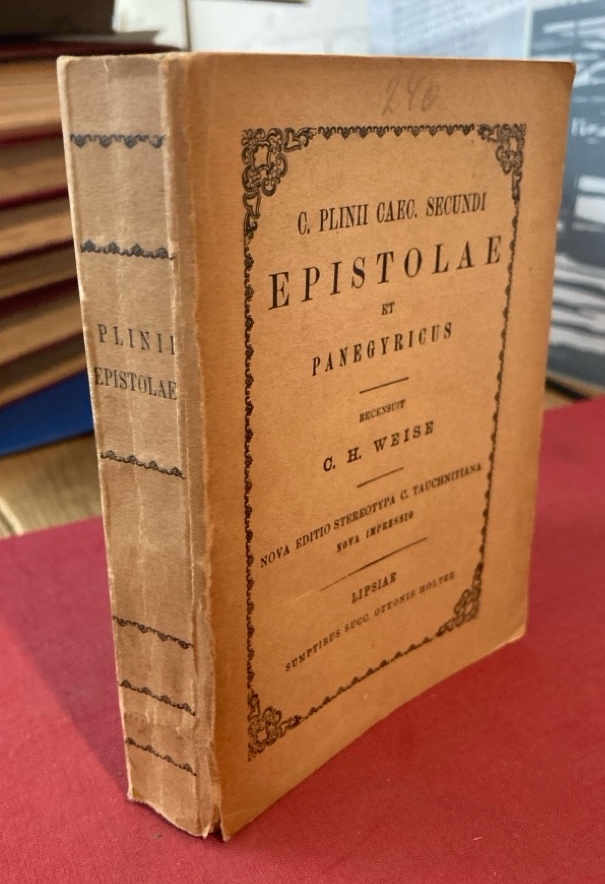 PLINII
EPISTOLAE
240
C. PLINII CAEC. SECUNDI
EPISTOLAE
ET
PANEGYRICUS
RECENSUIT
C. H. WEISE
NOVA EDITIO STEREOTYPA C. TAUCHNITIANA
NOVA IMPRESSIO
LIPSIAE
SUMPTIBUS SUCC. OTTONIS HOLTZE